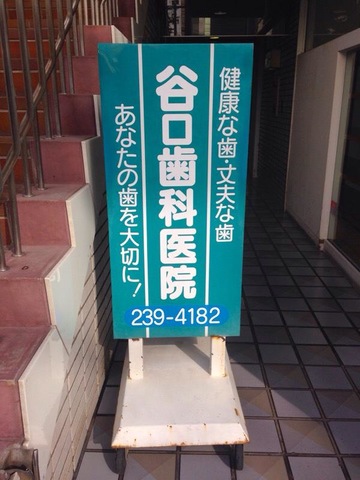 健康な歯・丈夫な歯
谷口歯科医院
あなたの歯を大切に！
239-4182